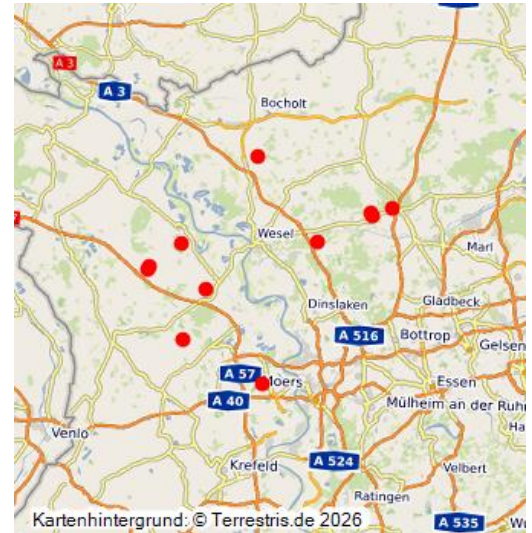 A 3
A 3
Bocholt
Wesel
Marl
Dinslaken
Gladbeck
A 516
Bottrop
Gelsen
A 57
Moers
Essen
A 40
Mülheim an der Ruhr
Venlo
Krefeld
A 524
Velbert
Ratingen
Kartenhintergrund: © Terrestris.de 2026
A 535